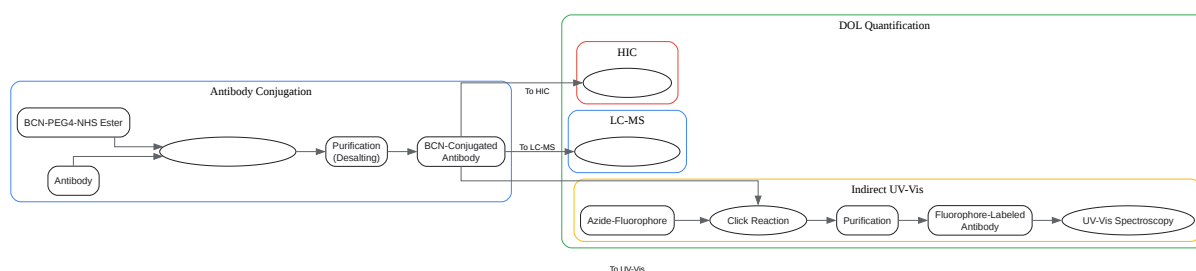 DOL Quantification
HIC
To HIC
Antibody Conjugation
BCN-PEG4-NHS Ester
Antibody
Purification
(Desalting)
BCN-Conjugated
Antibody
LC-MS
To LC-MS
Indirect UV-Vis
Azide-Fluorophore
Click Reaction
Purification
Fluorophore-Labeled
Antibody
UV-Vis Spectroscopy
To UV-Vis